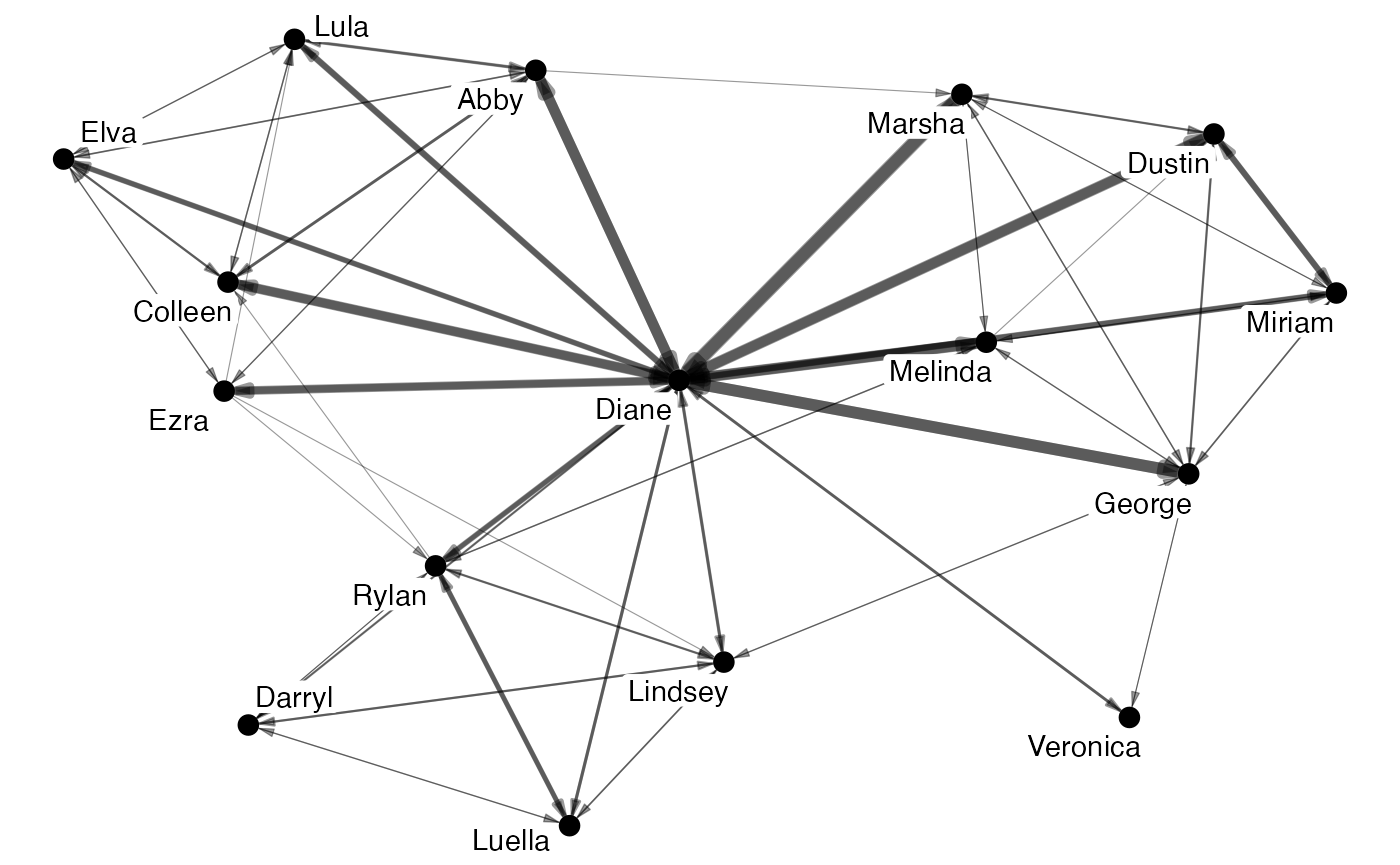 Lula
Abby
Marsha
Elva
Dustin
Colleen
Miriam
Melinda
Diane
Ezra
George
Rylan
Lindsey
Darryl
Veronica
Luella